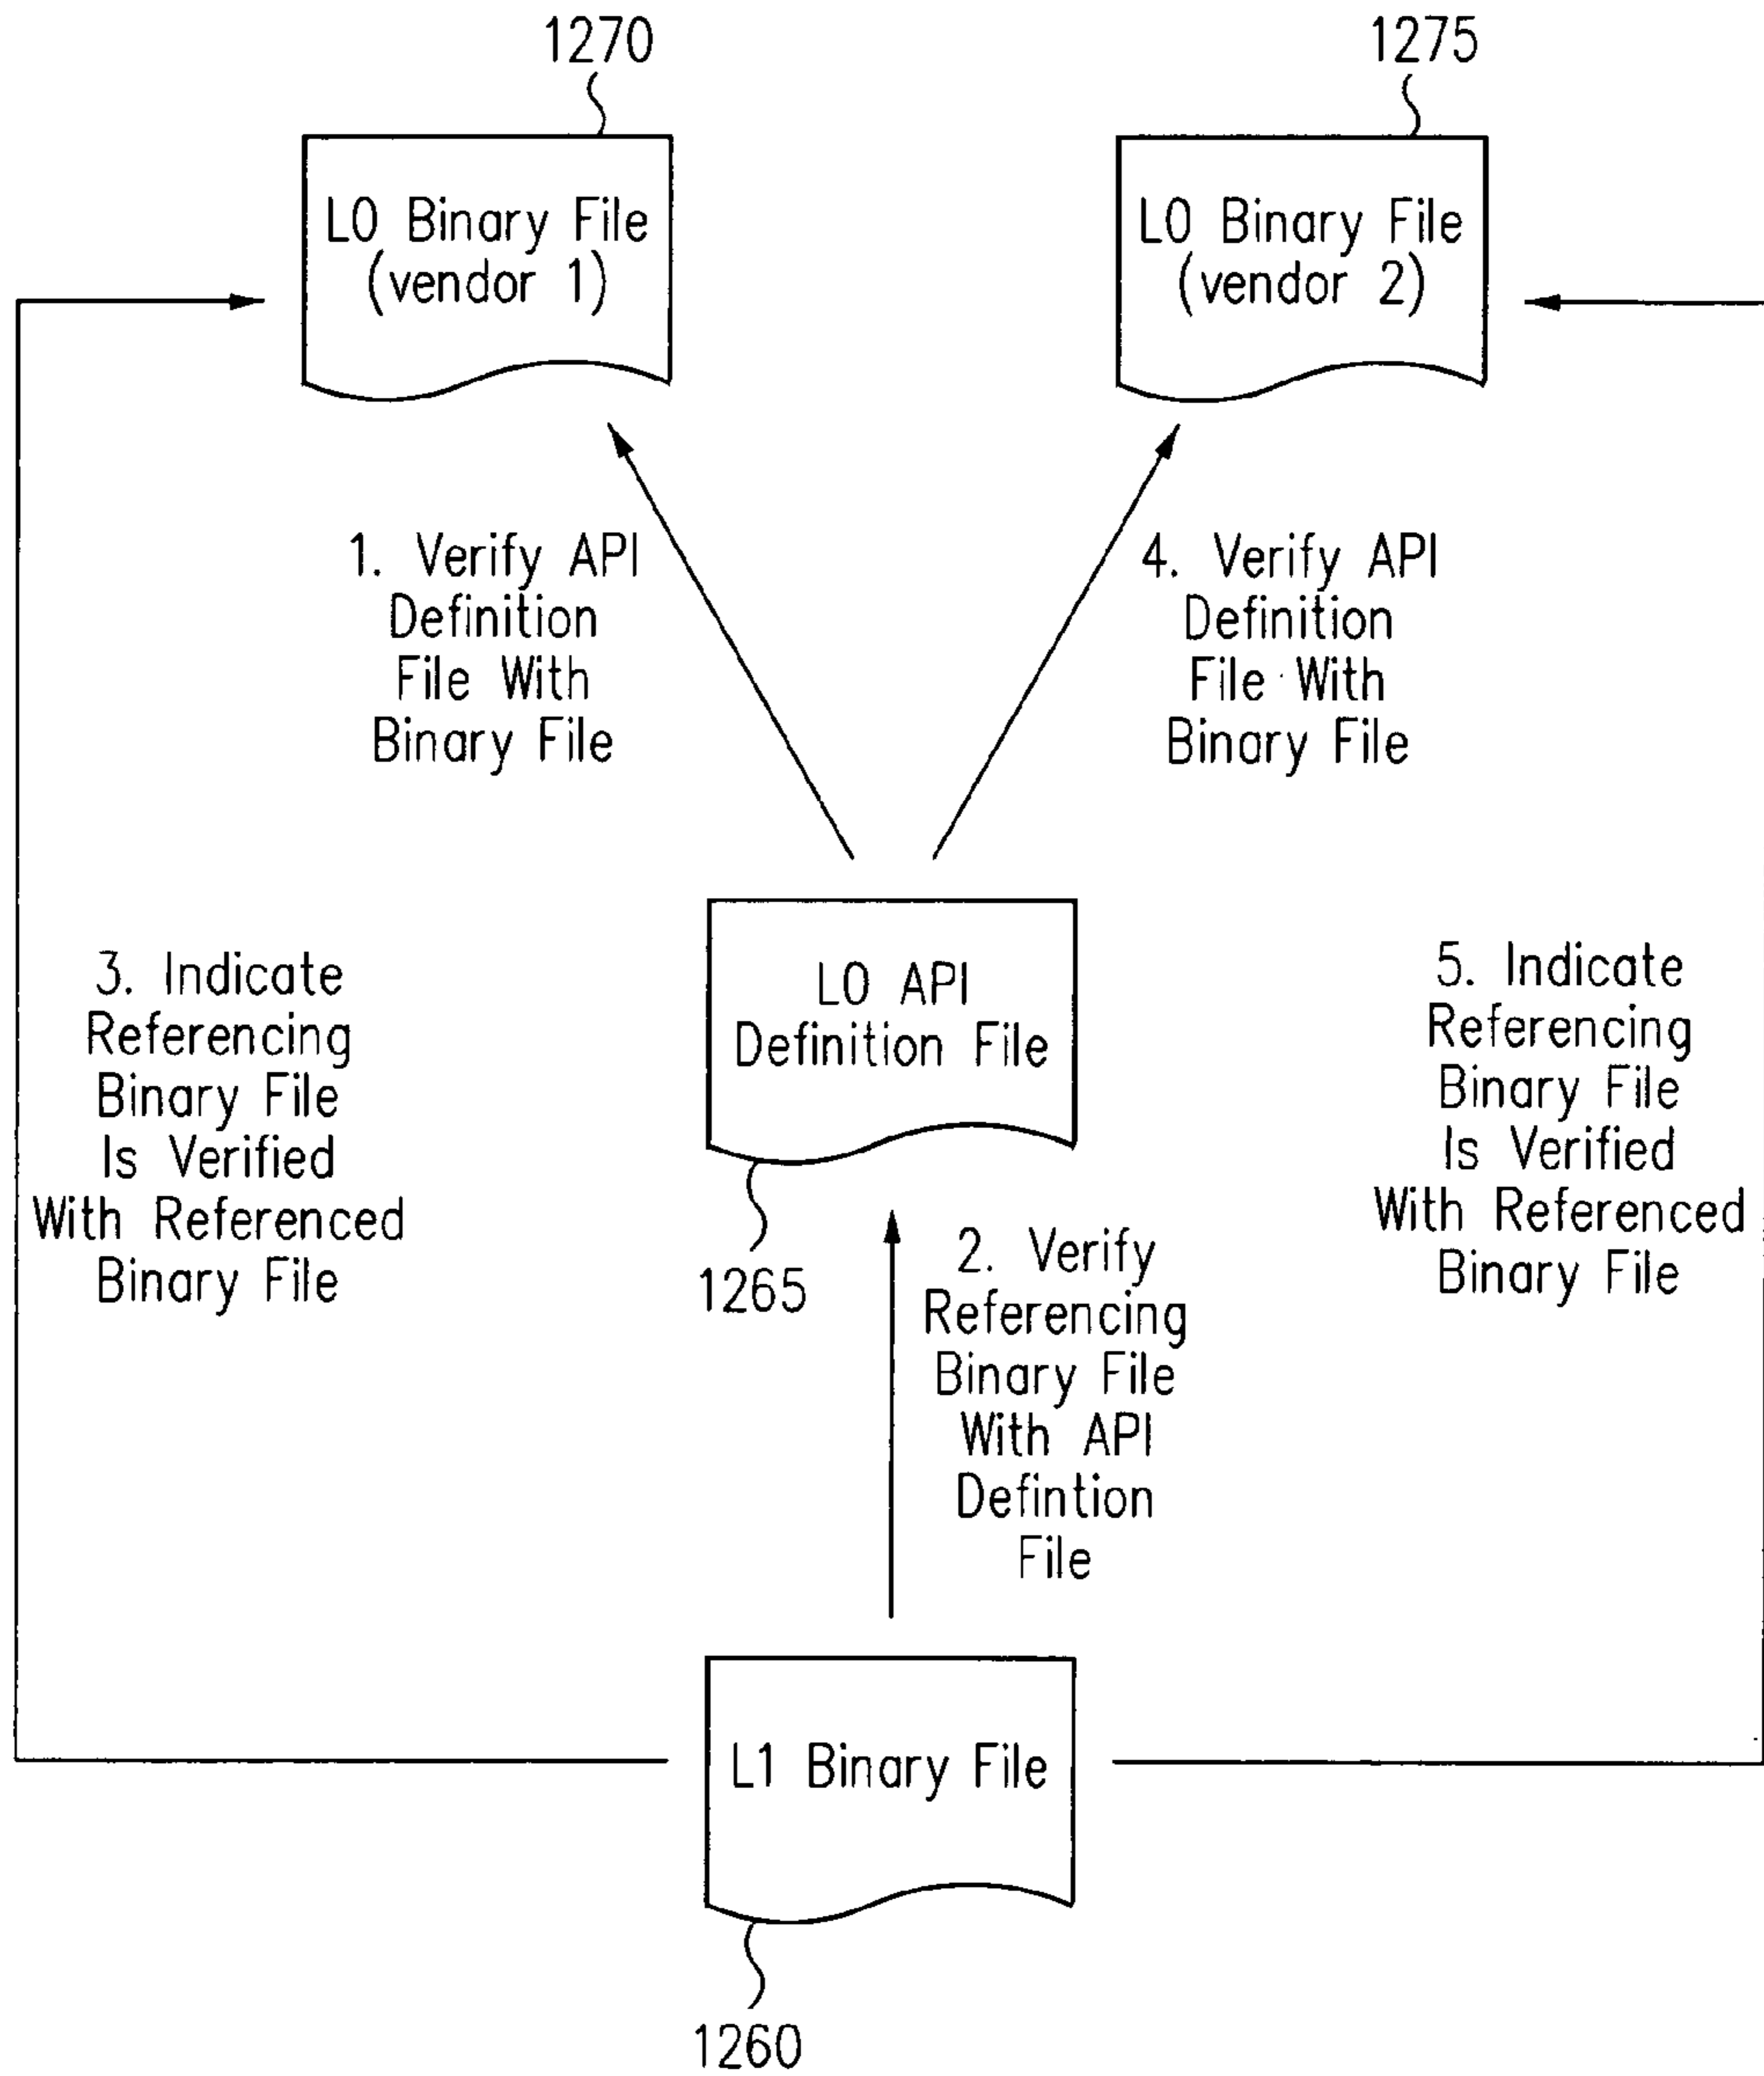 1270
1275
L0 Binary File
(vendor 1)
L0 Binary File
(vendor 2)
1. Verify API
Definition
File With
Binary File
4. Verify API
Definition
File With
Binary File
3. Indicate
Referencing
Binary File
Is Verified
With Referenced
Binary File
L0 API
Definition File
1265
5. Indicate
Referencing
Binary File
Is Verified
With Referenced
Binary File
2. Verify
Referencing
Binary File
With API
Defintion
File
L1 Binary File
1260